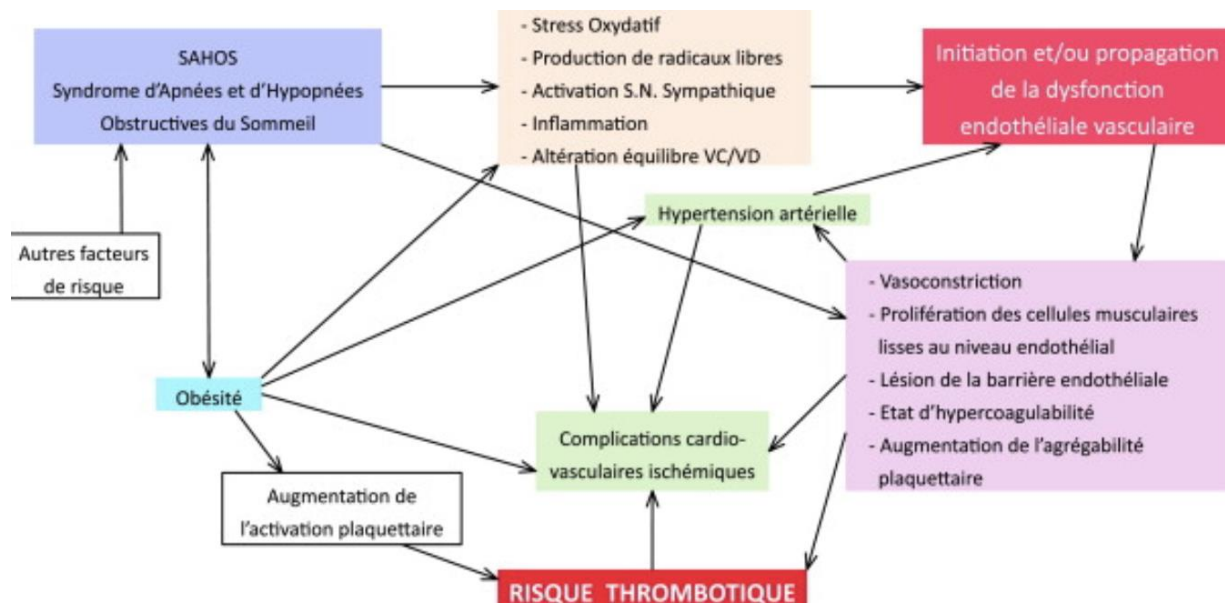 SAHOS
Syndrome d'Apnées et d'Hypopnées
Obstructives du Sommeil
- Stress Oxydatif
- Production de radicaux libres
- Activation S.N. Sympathique
- Inflammation
- Altération équilibre VC/VD
Initiation et/ou propagation
de la dysfonction
endothéliale vasculaire
Hypertension artérielle
Autres facteurs
de risque
- Vasoconstriction
- Prolifération des cellules musculaires
lisses au niveau endothélial
- Lésion de la barrière endothéliale
- Etat d'hypercoagulabilité
- Augmentation de l'agrégabilité
plaquettaire
Obésité
Complications cardio-
vasculaires ischémiques
Augmentation de
l'activation plaquettaire
RISQUE THROMBOTIQUE